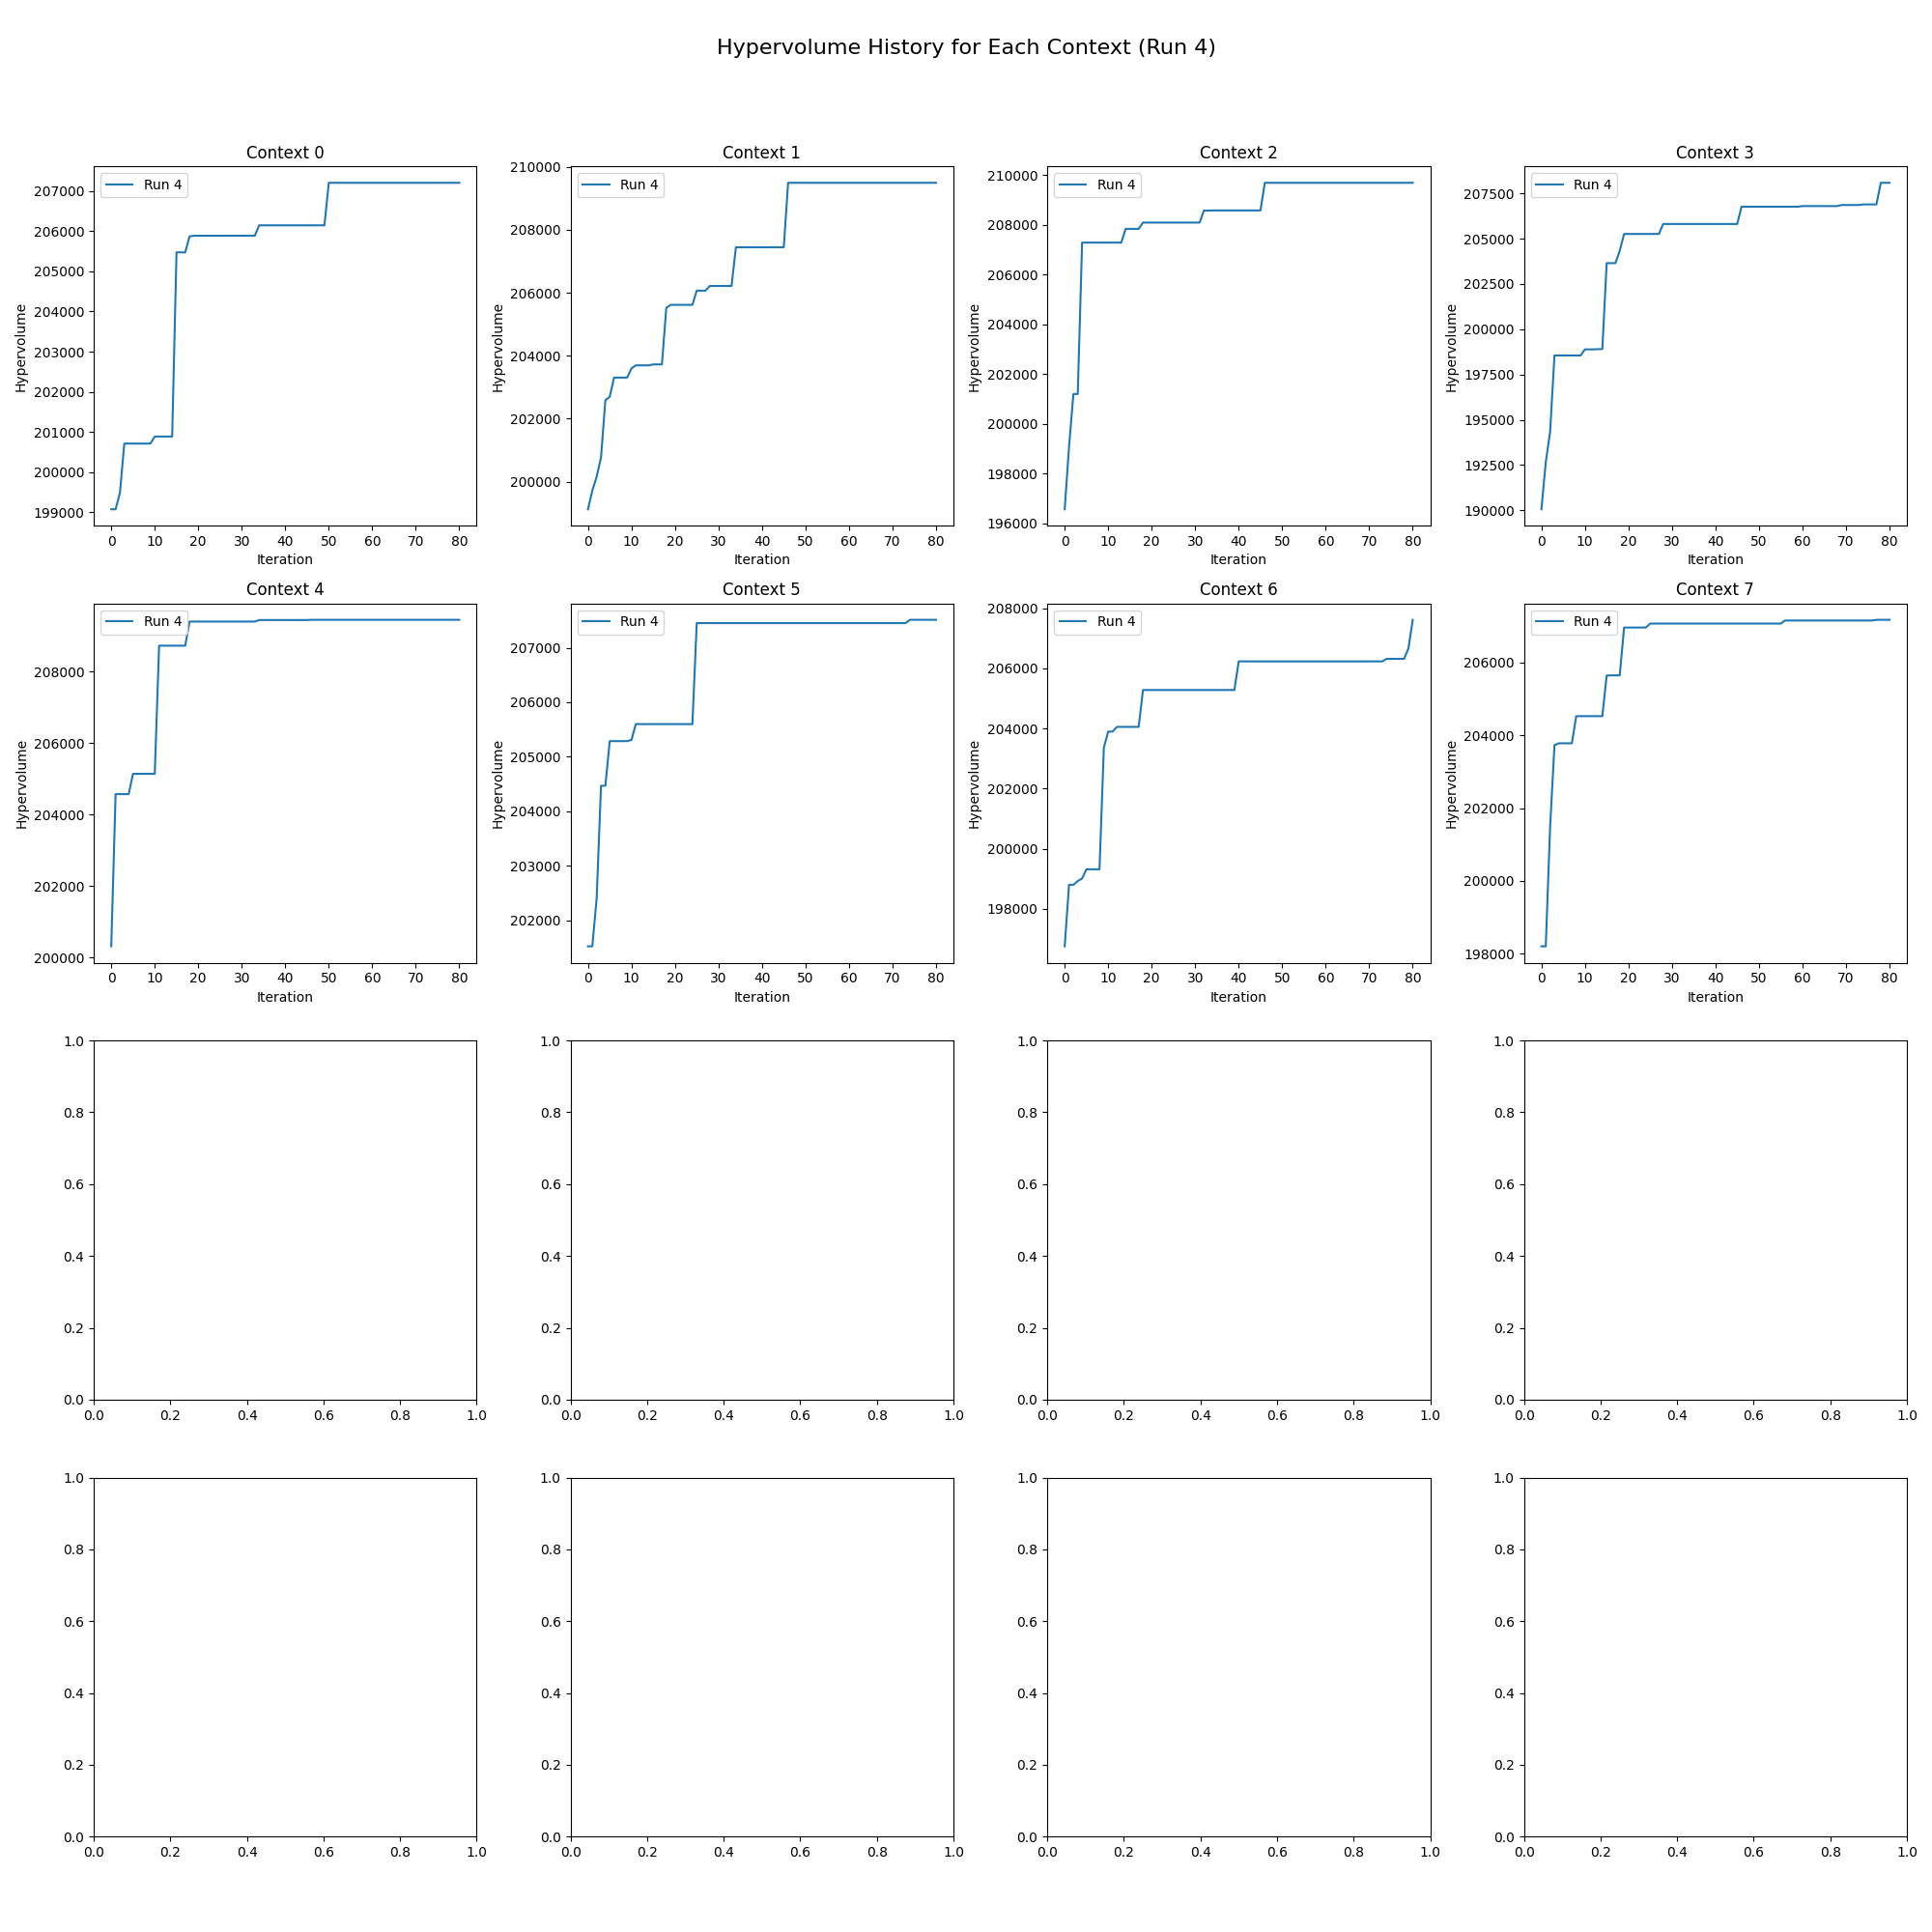 Hypervolume History for Each Context (Run 4)
Context 0
Run 4
207000
206000
205000
204000
203000
202000
201000
200000
199000
Hypervolume
0 10 20 30 40 50 60 70 80
Iteration
Context 1
Run 4
210000
208000
206000
204000
202000
200000
Hypervolume
0 10 20 30 40 50 60 70 80
Iteration
Context 2
Run 4
210000
208000
206000
204000
202000
200000
198000
196000
Hypervolume
0 10 20 30 40 50 60 70 80
Iteration
Context 3
Run 4
207500
205000
202500
200000
197500
195000
192500
190000
Hypervolume
0 10 20 30 40 50 60 70 80
Iteration
Context 4
Run 4
208000
206000
204000
202000
200000
Hypervolume
0 10 20 30 40 50 60 70 80
Iteration
Context 5
Run 4
207000
206000
205000
204000
203000
202000
Hypervolume
0 10 20 30 40 50 60 70 80
Iteration
Context 6
Run 4
208000
206000
204000
202000
200000
198000
Hypervolume
0 10 20 30 40 50 60 70 80
Iteration
Context 7
Run 4
206000
204000
202000
200000
198000
Hypervolume
0 10 20 30 40 50 60 70 80
Iteration
1.0
0.8
0.6
0.4
0.2
0.0
0.0 0.2 0.4 0.6 0.8 1.0
1.0
0.8
0.6
0.4
0.2
0.0
0.0 0.2 0.4 0.6 0.8 1.0
1.0
0.8
0.6
0.4
0.2
0.0
0.0 0.2 0.4 0.6 0.8 1.0
1.0
0.8
0.6
0.4
0.2
0.0
0.0 0.2 0.4 0.6 0.8 1.0
1.0
0.8
0.6
0.4
0.2
0.0
0.0 0.2 0.4 0.6 0.8 1.0
1.0
0.8
0.6
0.4
0.2
0.0
0.0 0.2 0.4 0.6 0.8 1.0
1.0
0.8
0.6
0.4
0.2
0.0
0.0 0.2 0.4 0.6 0.8 1.0
1.0
0.8
0.6
0.4
0.2
0.0
0.0 0.2 0.4 0.6 0.8 1.0